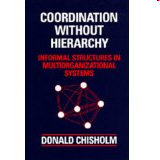 COORDINATION
WITHOUT
HIERARCHY
INFORMAL STRUCTURES IN
MULTIORGANIZATIONAL
SYSTEMS
DONALD CHISHOLM